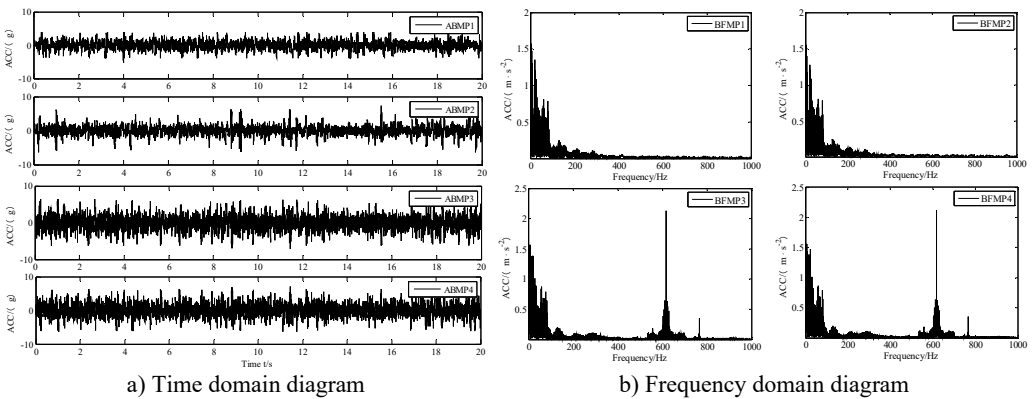 ABMP1
ACC/( g)
10
0
-10
0 2 4 6 8 10 12 14 16 18 20
ABMP2
ACC/( g)
10
0
-10
0 2 4 6 8 10 12 14 16 18 20
ABMP3
ACC/( g)
10
0
-10
0 2 4 6 8 10 12 14 16 18 20
ABMP4
ACC/( g)
10
0
-10
0 2 4 6 8 10 12 14 16 18 20
Time t/s
a) Time domain diagram
BFMP1
ACC/( m · s⁻²)
2
1.5
1
0.5
0 200 400 600 800 1000
Frequency/Hz
BFMP2
ACC/( m · s⁻²)
2
1.5
1
0.5
0 200 400 600 800 1000
Frequency/Hz
BFMP3
ACC/( m · s⁻²)
2.5
2
1.5
1
0.5
0 200 400 600 800 1000
Frequency/Hz
BFMP4
ACC/( m · s⁻²)
2.5
2
1.5
1
0.5
0 200 400 600 800 1000
Frequency/Hz
b) Frequency domain diagram